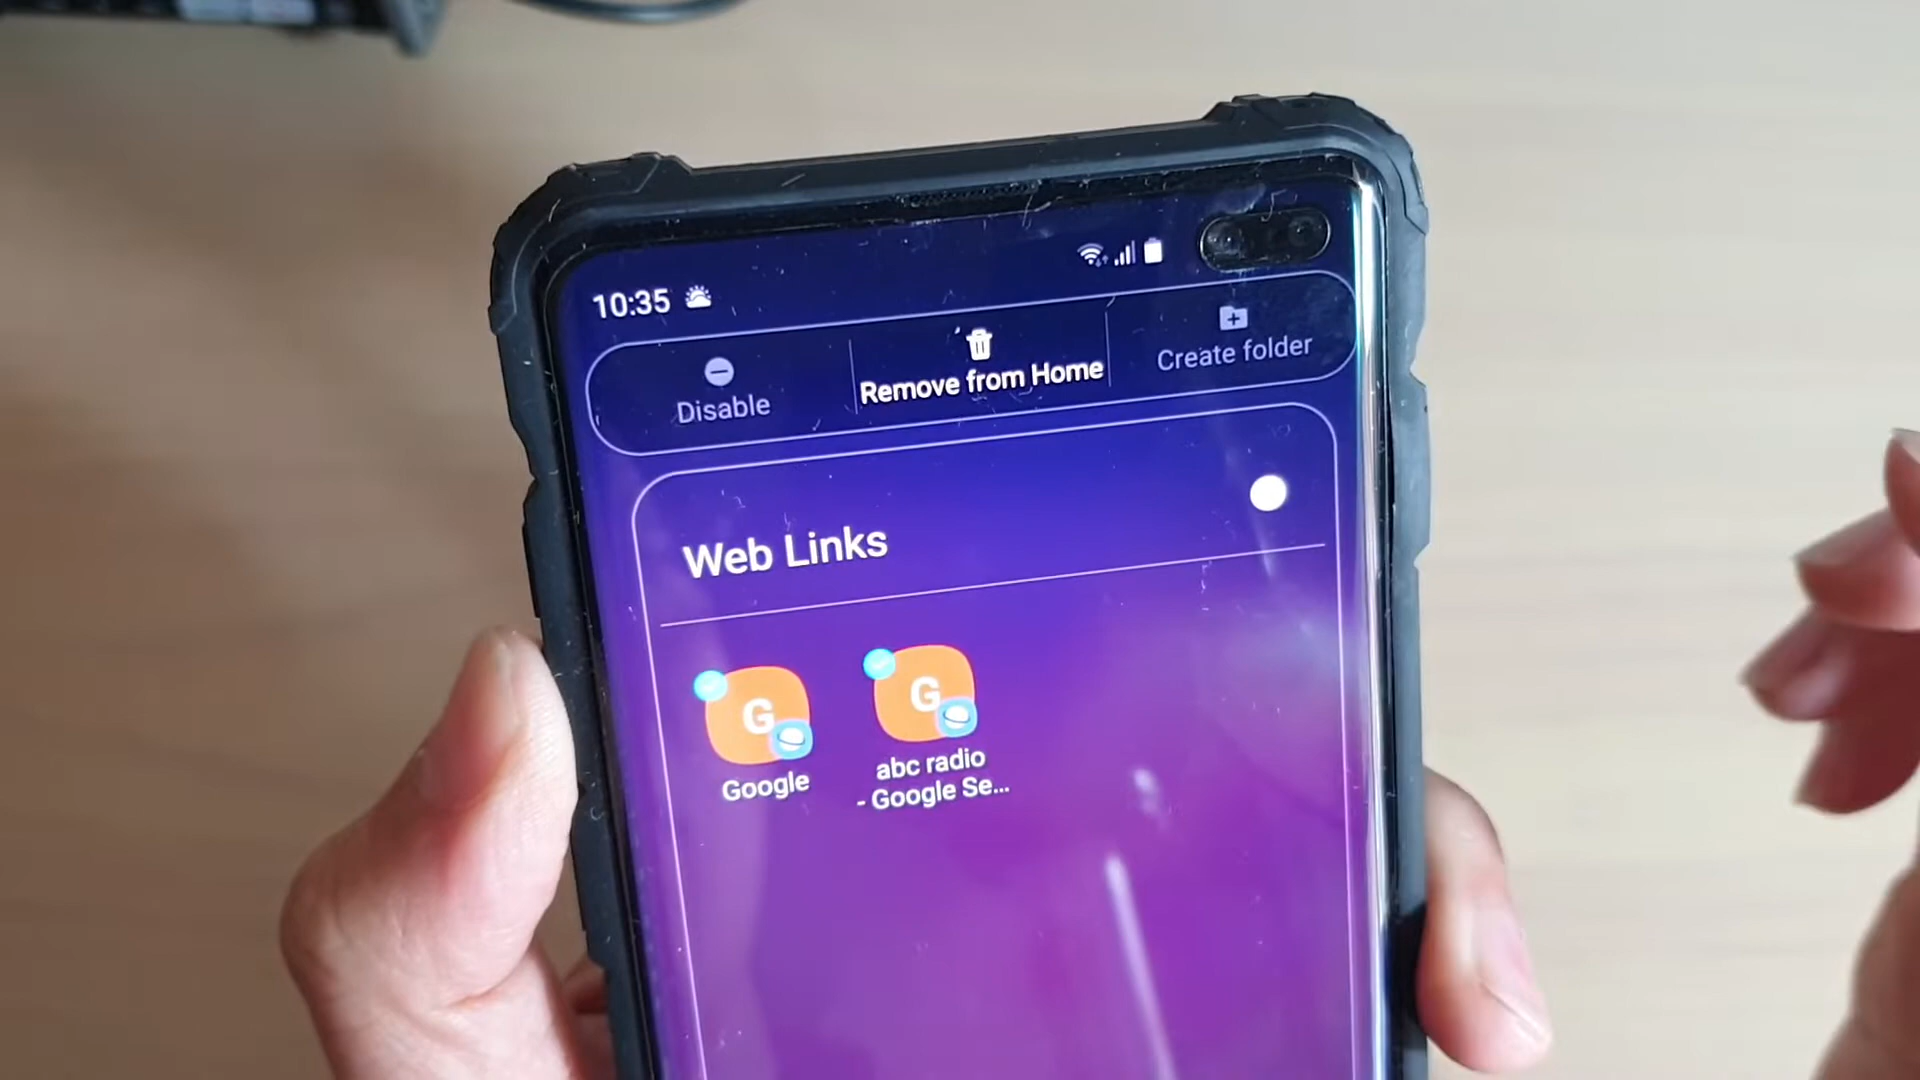 10:35
Disable
Remove from Home
Create folder
Web Links
G
G
Google
abc radio
- Google Se...